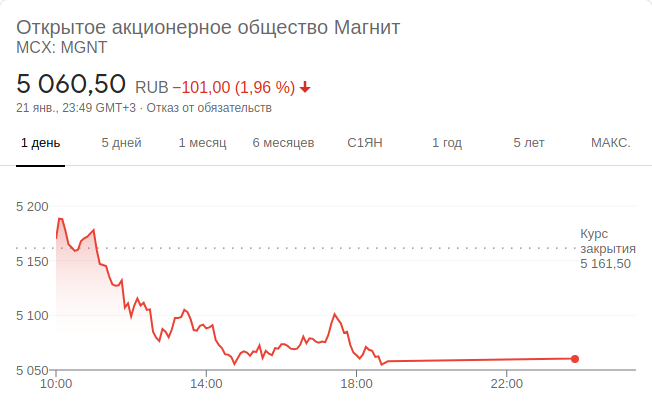 Открытое акционерное общество Магнит
MCX: MGNT
5 060,50 RUB −101,00 (1,96 %)
21 янв., 23:49 GMT+3 · Отказ от обязательств
1 день 5 дней 1 месяц 6 месяцев С1ЯН 1 год 5 лет МАКС.
5 200
Курс
закрытия
5 161,50
5 150
5 100
5 050
10:00 14:00 18:00 22:00